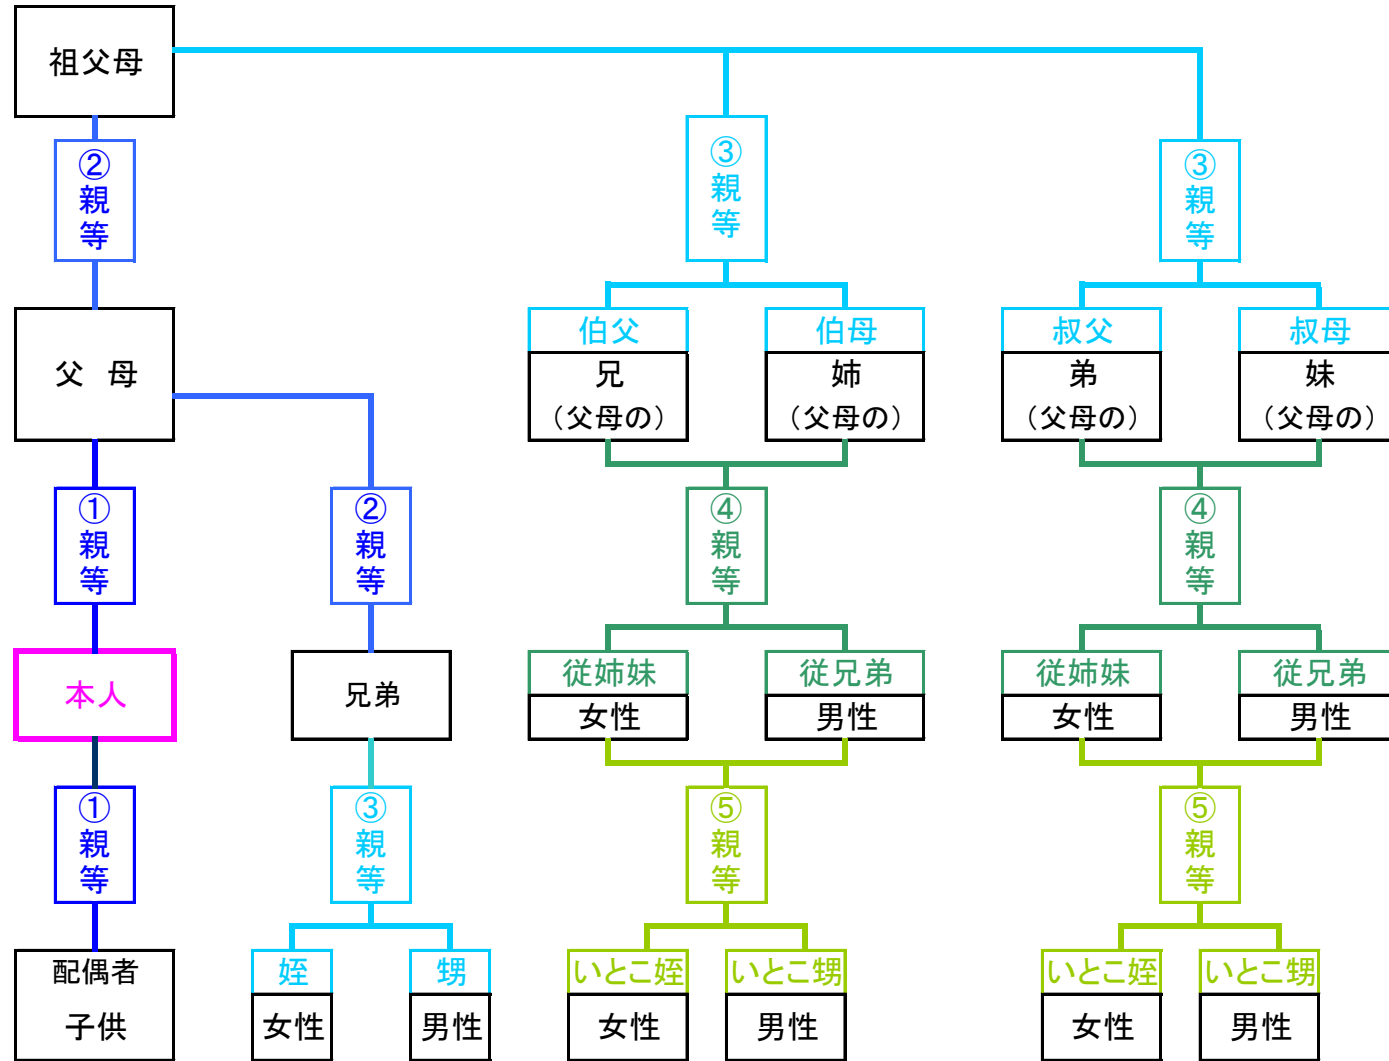 祖父母
②親等
③親等
③親等
父 母
伯父
伯母
叔父
叔母
兄
姉
弟
妹
（父母の）
（父母の）
（父母の）
（父母の）
①親等
②親等
④親等
④親等
本人
兄弟
従姉妹
従兄弟
従姉妹
従兄弟
女性
男性
女性
男性
①親等
③親等
⑤親等
⑤親等
配偶者
子供
姪
甥
いとこ姪
いとこ甥
いとこ姪
いとこ甥
女性
男性
女性
男性
女性
男性